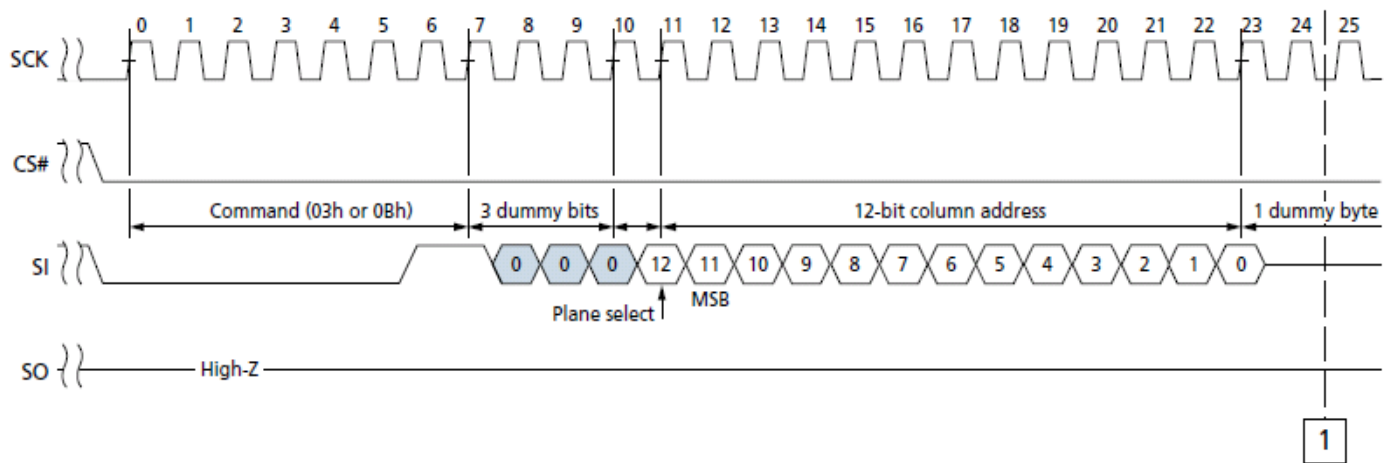 0 1 2 3 4 5 6 7 8 9 10 11 12 13 14 15 16 17 18 19 20 21 22 23 24 25
SCK
CS#
Command (03h or 0Bh) 3 dummy bits 12-bit column address 1 dummy byte
SI 0 0 0 12 11 10 9 8 7 6 5 4 3 2 1 0
MSB
Plane select
SO High-Z
1